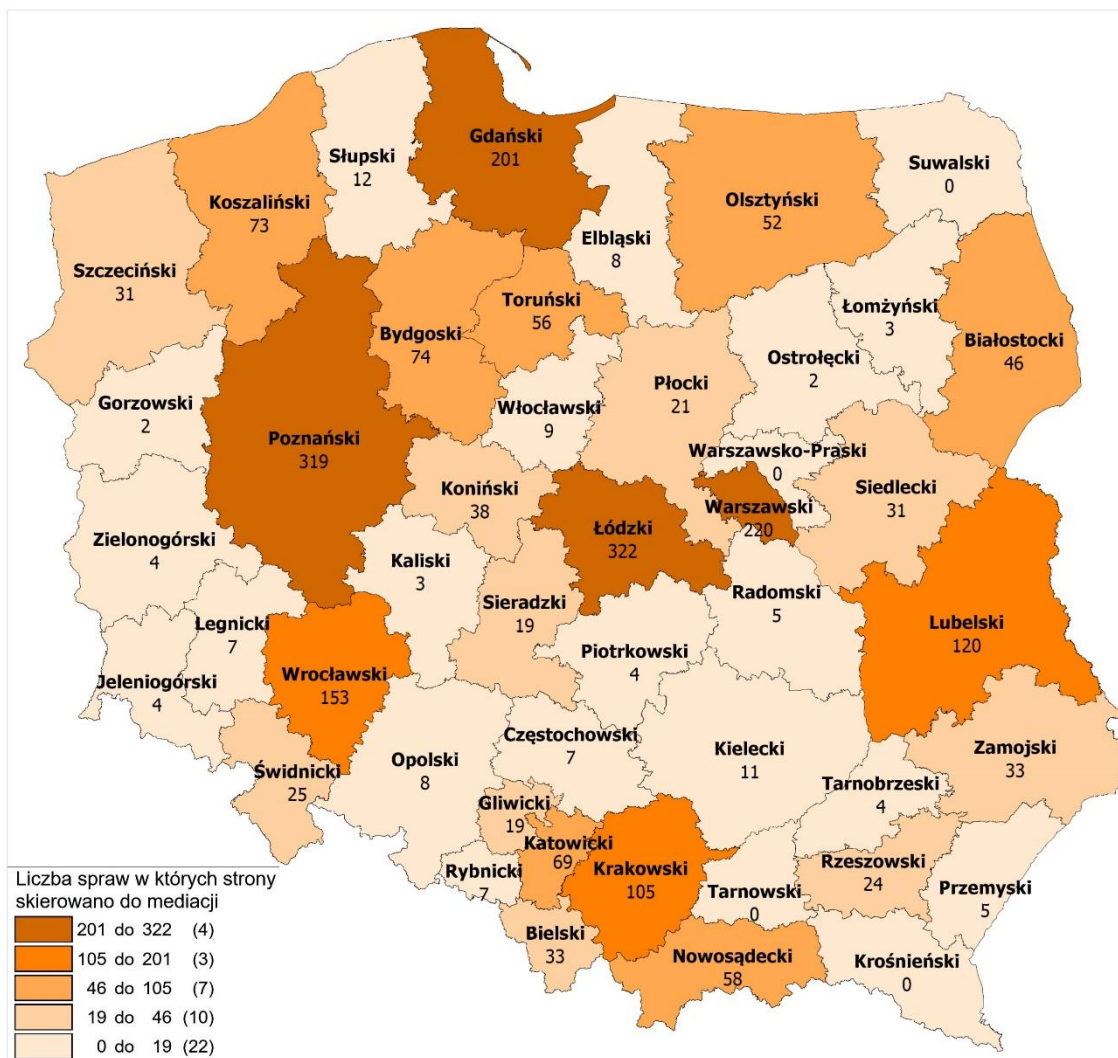 Gdański
201
Słupski
12
Suwalski
0
Koszaliński
73
Olsztyński
52
Elbląski
8
Szczeciński
31
Toruński
56
Łomżyński
3
Bydgoski
74
Białostocki
46
Ostrołęcki
2
Płocki
21
Gorzowski
2
Włocławski
9
Poznański
319
Warszawsko-Praski
0
Koniński
38
Siedlecki
31
Warszawski
220
Łódzki
322
Zielonogórski
4
Kaliski
3
Radomski
5
Sieradzki
19
Legnicki
7
Lubelski
120
Piotrkowski
4
Wrocławski
153
Jeleniogórski
4
Częstochowski
7
Kielecki
11
Opolski
8
Zamojski
33
Świdnicki
25
Tarnobrzeski
4
Gliwicki
19
Katowicki
69
Rzeszowski
24
Krakowski
105
Rybnicki
7
Przemyski
5
Tarnowski
0
Bielski
33
Nowosądecki
58
Krośnieński
0
Liczba spraw w których strony
skierowano do mediacji
201 do 322 (4)
105 do 201 (3)
46 do 105 (7)
19 do 46 (10)
0 do 19 (22)